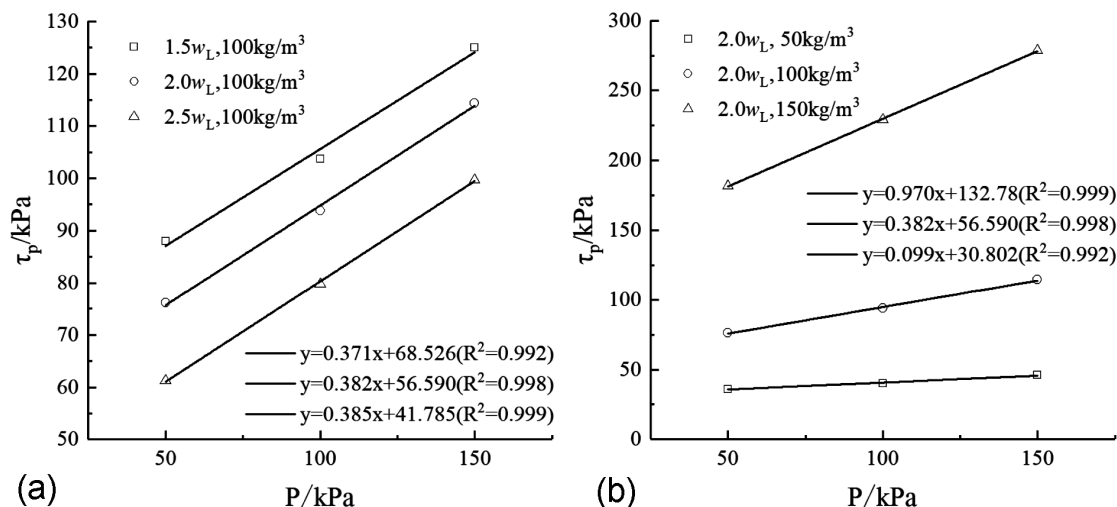 130
120
110
100
90
80
70
60
50
τp/kPa
1.5wL,100kg/m³
2.0wL,100kg/m³
2.5wL,100kg/m³
y=0.371x+68.526(R²=0.992)
y=0.382x+56.590(R²=0.998)
y=0.385x+41.785(R²=0.999)
50 100 150
P/kPa
(a)
300
250
200
150
100
50
0
τp/kPa
2.0wL, 50kg/m³
2.0wL,100kg/m³
2.0wL,150kg/m³
y=0.970x+132.78(R²=0.999)
y=0.382x+56.590(R²=0.998)
y=0.099x+30.802(R²=0.992)
50 100 150
P/kPa
(b)